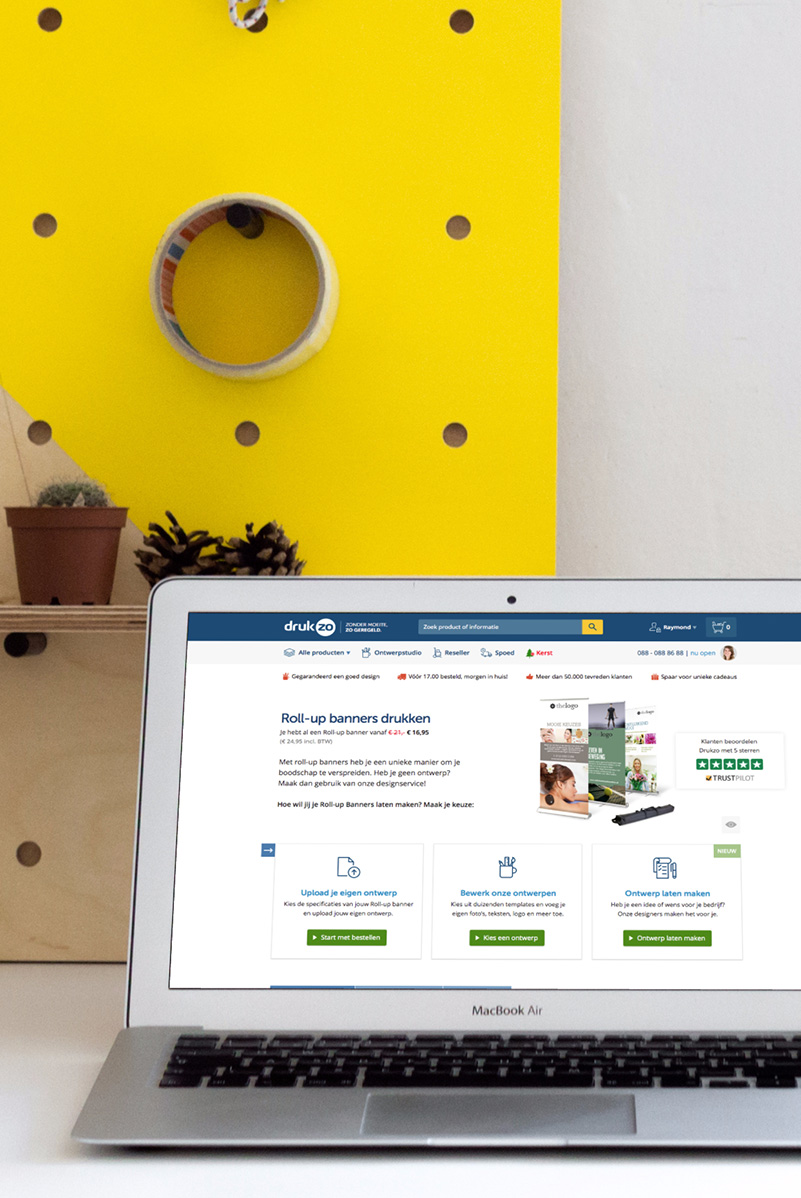 drukzo ZONDER MOEITE,
ZO GEREGELD.
Zoek product of informatie
Raymond
0
Alle producten
Ontwerpstudio
Reseller
Spoed
Kerst
088 - 088 86 88 | nu open
Gegarandeerd een goed design
Vóór 17.00 besteld, morgen in huis!
Meer dan 50.000 tevreden klanten
Spaar voor unieke cadeaus
Roll-up banners drukken
Je hebt al een Roll-up banner vanaf € 21,- € 16,95
(€ 24,95 incl. BTW)
Met roll-up banners heb je een unieke manier om je
boodschap te verspreiden. Heb je geen ontwerp?
Maak dan gebruik van onze designservice!
Hoe wil jij je Roll-up Banners laten maken? Maak je keuze:
thelogo
Klanten beoordelen
Drukzo met 5 sterren
TRUSTPILOT
Upload je eigen ontwerp
Kies de specificaties van jouw Roll-up banner
en upload jouw eigen ontwerp.
Start met bestellen
Bewerk onze ontwerpen
Kies uit duizenden templates en voeg je
eigen foto's, teksten, logo en meer toe.
Kies een ontwerp
NIEUW
Ontwerp laten maken
Heb je een idee of wens voor je bedrijf?
Onze designers maken het voor je.
Ontwerp laten maken
MacBook Air